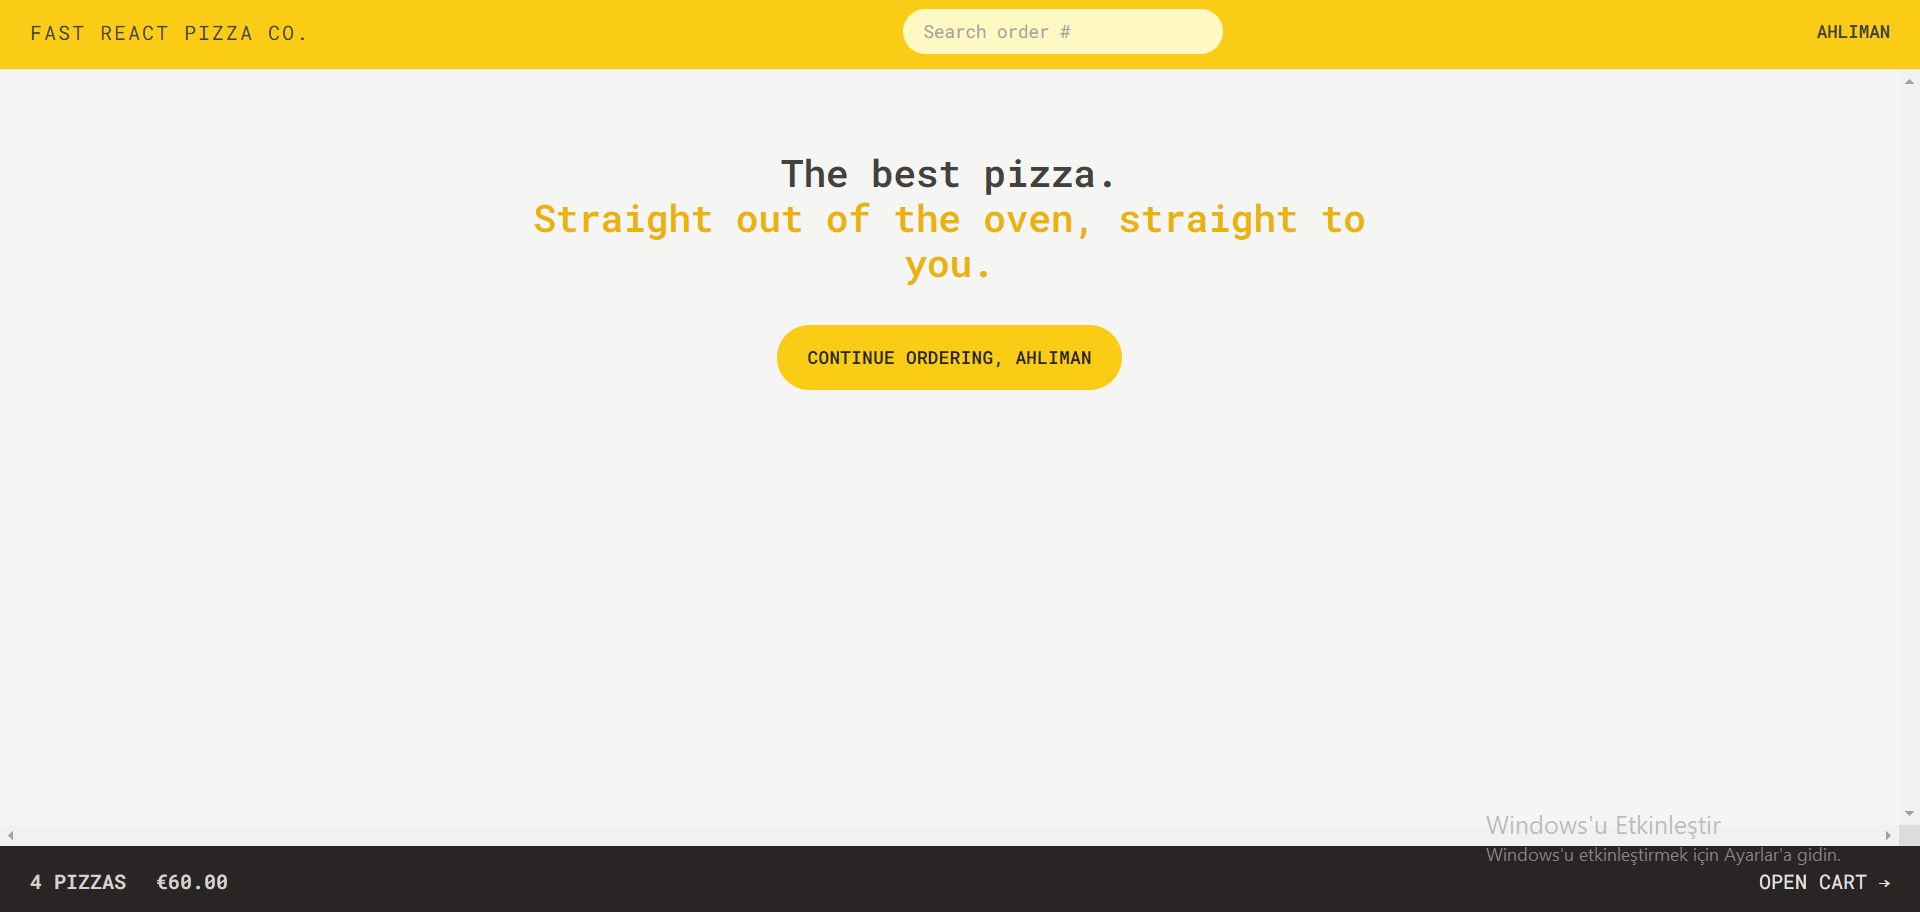 FAST REACT PIZZA CO.
Search order #
AHLIMAN
The best pizza.
Straight out of the oven, straight to
you.
CONTINUE ORDERING, AHLIMAN
Windows'u Etkinleştir
Windows'u etkinleştirmek için Ayarlar'a gidin.
4 PIZZAS €60.00
OPEN CART →